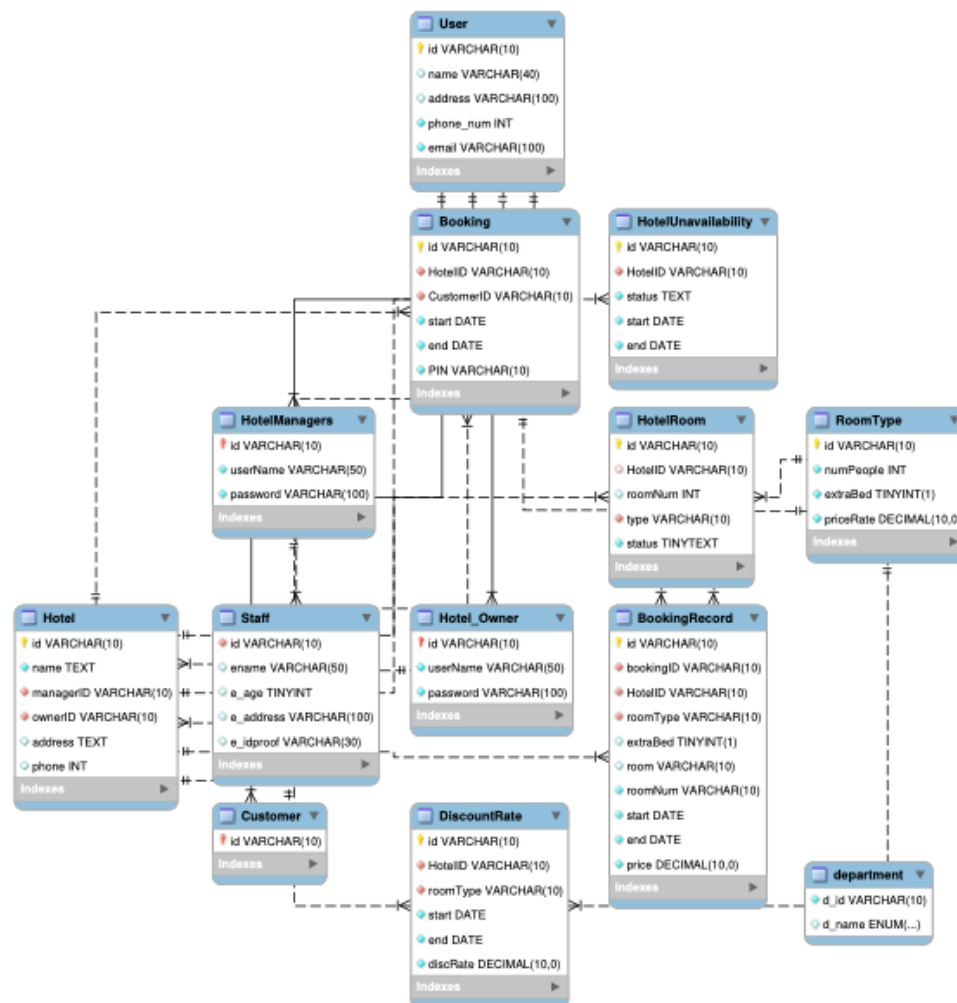 User
id VARCHAR(10)
name VARCHAR(40)
address VARCHAR(100)
phone_num INT
email VARCHAR(100)
Indexes
Booking
id VARCHAR(10)
HotelID VARCHAR(10)
CustomerID VARCHAR(10)
start DATE
end DATE
PIN VARCHAR(10)
Indexes
HotelUnavailability
id VARCHAR(10)
HotelID VARCHAR(10)
status TEXT
start DATE
end DATE
Indexes
HotelManagers
id VARCHAR(10)
userName VARCHAR(50)
password VARCHAR(100)
Indexes
HotelRoom
id VARCHAR(10)
HotelID VARCHAR(10)
roomNum INT
type VARCHAR(10)
status TINYTEXT
Indexes
RoomType
id VARCHAR(10)
numPeople INT
extraBed TINYINT(1)
priceRate DECIMAL(10,0)
Indexes
Hotel
id VARCHAR(10)
name TEXT
managerID VARCHAR(10)
ownerID VARCHAR(10)
address TEXT
phone INT
Indexes
Staff
id VARCHAR(10)
ename VARCHAR(50)
e_age TINYINT
e_address VARCHAR(100)
e_idproof VARCHAR(30)
Indexes
Hotel_Owner
id VARCHAR(10)
userName VARCHAR(50)
password VARCHAR(100)
Indexes
BookingRecord
id VARCHAR(10)
bookingID VARCHAR(10)
HotelID VARCHAR(10)
roomType VARCHAR(10)
extraBed TINYINT(1)
room VARCHAR(10)
roomNum VARCHAR(10)
start DATE
end DATE
price DECIMAL(10,0)
Indexes
Customer
id VARCHAR(10)
Indexes
DiscountRate
id VARCHAR(10)
HotelID VARCHAR(10)
roomType VARCHAR(10)
start DATE
end DATE
discRate DECIMAL(10,0)
Indexes
department
d_id VARCHAR(10)
d_name ENUM(...)